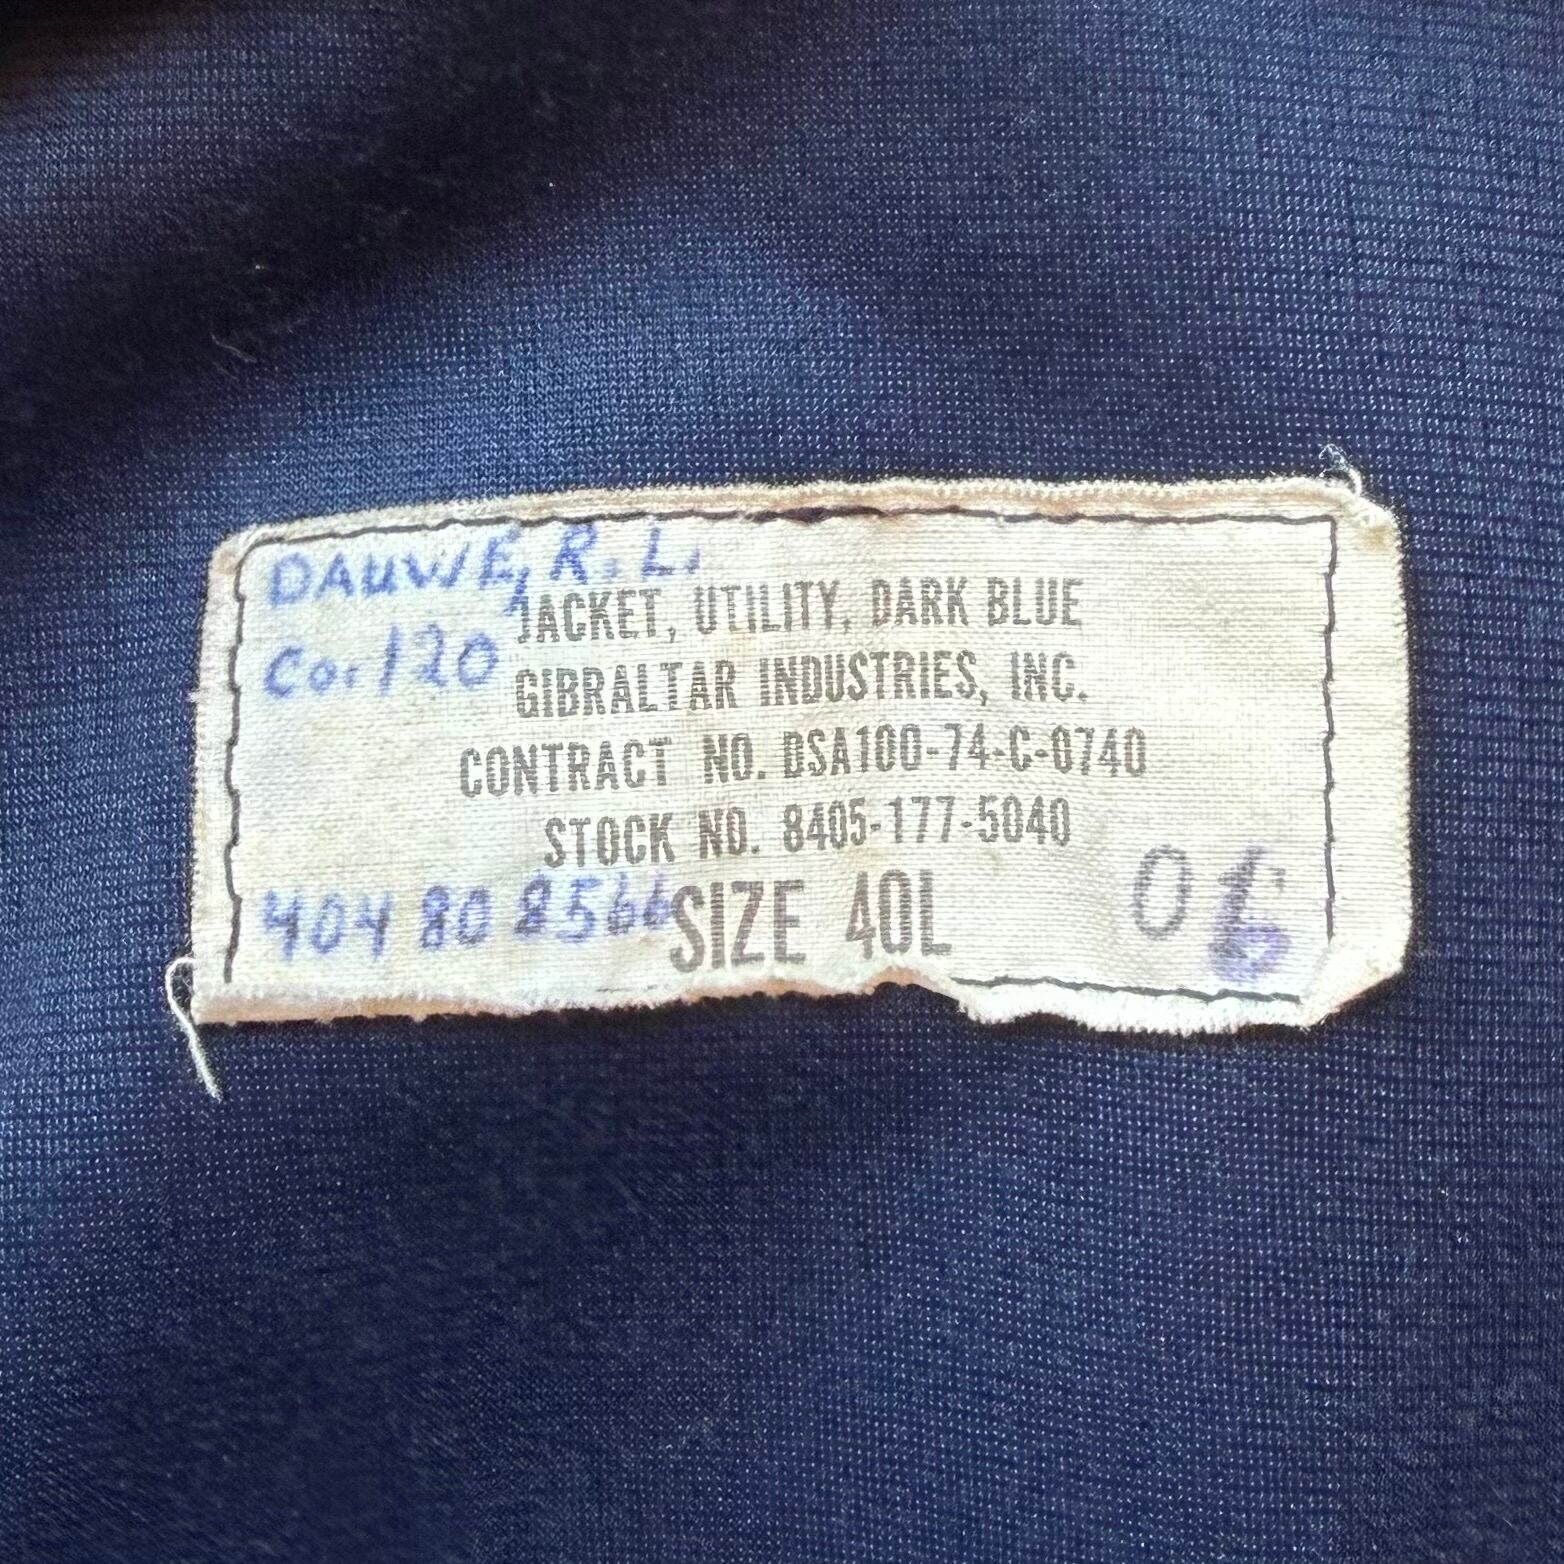 DAUWE, R. L.
JACKET, UTILITY, DARK BLUE
Co. 120
GIBRALTAR INDUSTRIES, INC.
CONTRACT NO. DSA100-74-C-0740
STOCK NO. 8405-177-5040
404 80 8566
SIZE 40L